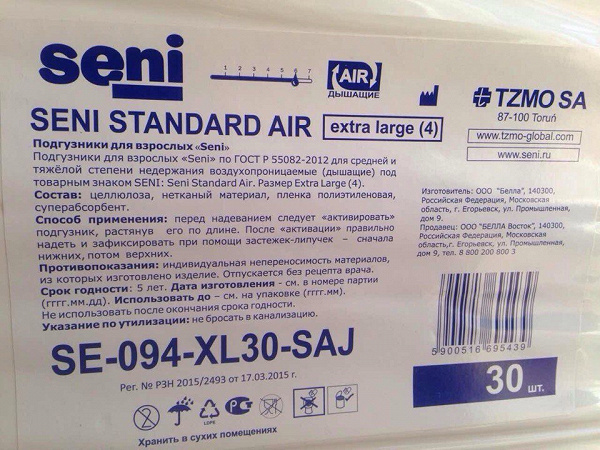 seni
1 2 3 4 5 6 7
AIR
ДЫШАЩИЕ
TZMO SA
87-100 Toruń
www.tzmo-global.com
www.seni.ru
SENI STANDARD AIR extra large (4)
Подгузники для взрослых «Seni»
Подгузники для взрослых «Seni» по ГОСТ Р 55082-2012 для средней и
тяжёлой степени недержания воздухопроницаемые (дышащие) под
товарным знаком SENI: Seni Standard Air. Размер Extra Large (4).
Состав: целлюлоза, нетканый материал, пленка полиэтиленовая,
суперабсорбент.
Способ применения: перед надеванием следует «активировать»
подгузник, растянув его по длине. После «активации» правильно
надеть и зафиксировать при помощи застежек-липучек – сначала
нижних, потом верхних.
Противопоказания: индивидуальная непереносимость материалов,
из которых изготовлено изделие. Отпускается без рецепта врача.
Срок годности: 5 лет. Дата изготовления - см. в номере партии
(гггг.мм.дд). Использовать до – см. на упаковке (гггг.мм).
Не использовать после окончания срока годности.
Указание по утилизации: не бросать в канализацию.
Изготовитель: ООО "Белла", 140300,
Российская Федерация, Московская
область, г. Егорьевск, ул. Промышленная,
дом 9.
Продавец: ООО "БЕЛЛА Восток", 140300,
Российская Федерация, Московская
область, г. Егорьевск, ул. Промышленная,
дом 9, тел. 8 800 200 800 3
SE-094-XL30-SAJ
5900516695439
30 шт.
Рег. № РЗН 2015/2493 от 17.03.2015 г.
2
LDPE
Хранить в сухих помещениях